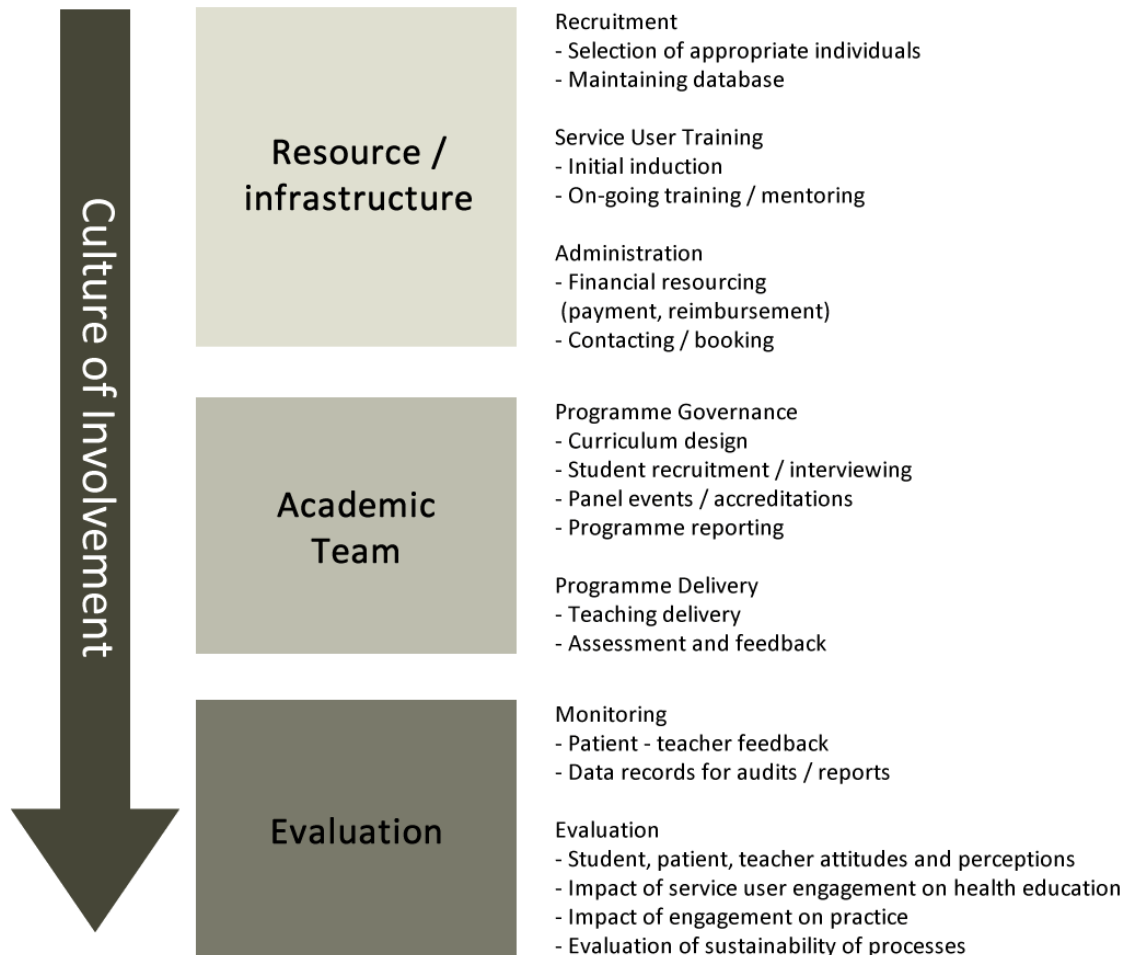 Culture of Involvement
Resource /
infrastructure
Recruitment
- Selection of appropriate individuals
- Maintaining database
Service User Training
- Initial induction
- On-going training / mentoring
Administration
- Financial resourcing
(payment, reimbursement)
- Contacting / booking
Academic
Team
Programme Governance
- Curriculum design
- Student recruitment / interviewing
- Panel events / accreditations
- Programme reporting
Programme Delivery
- Teaching delivery
- Assessment and feedback
Evaluation
Monitoring
- Patient - teacher feedback
- Data records for audits / reports
Evaluation
- Student, patient, teacher attitudes and perceptions
- Impact of service user engagement on health education
- Impact of engagement on practice
- Evaluation of sustainability of processes